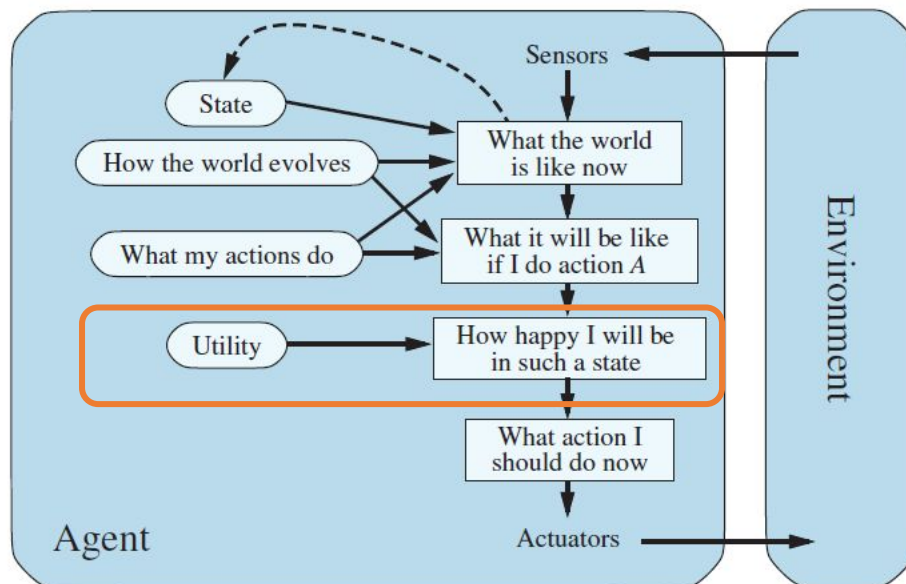 Sensors
State
What the world
is like now
How the world evolves
What my actions do
What it will be like
if I do action A
Utility
How happy I will be
in such a state
What action I
should do now
Agent
Actuators
Environment